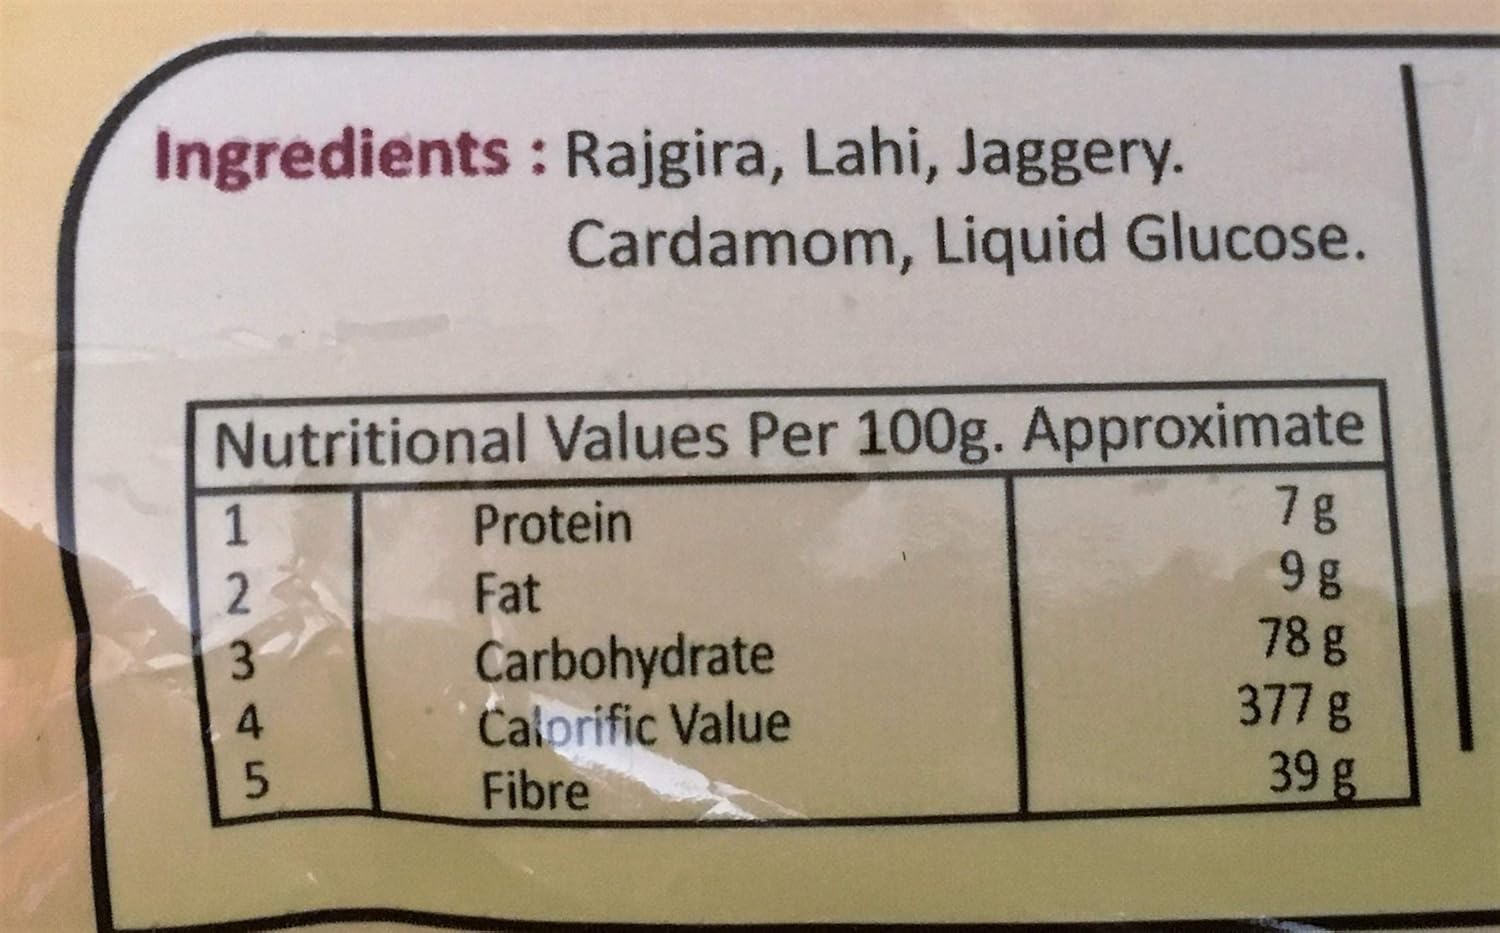 Ingredients : Rajgira, Lahi, Jaggery.
Cardamom, Liquid Glucose.
Nutritional Values Per 100g. Approximate
1 Protein 7 g
2 Fat 9 g
3 Carbohydrate 78 g
4 Calorific Value 377 g
5 Fibre 39 g